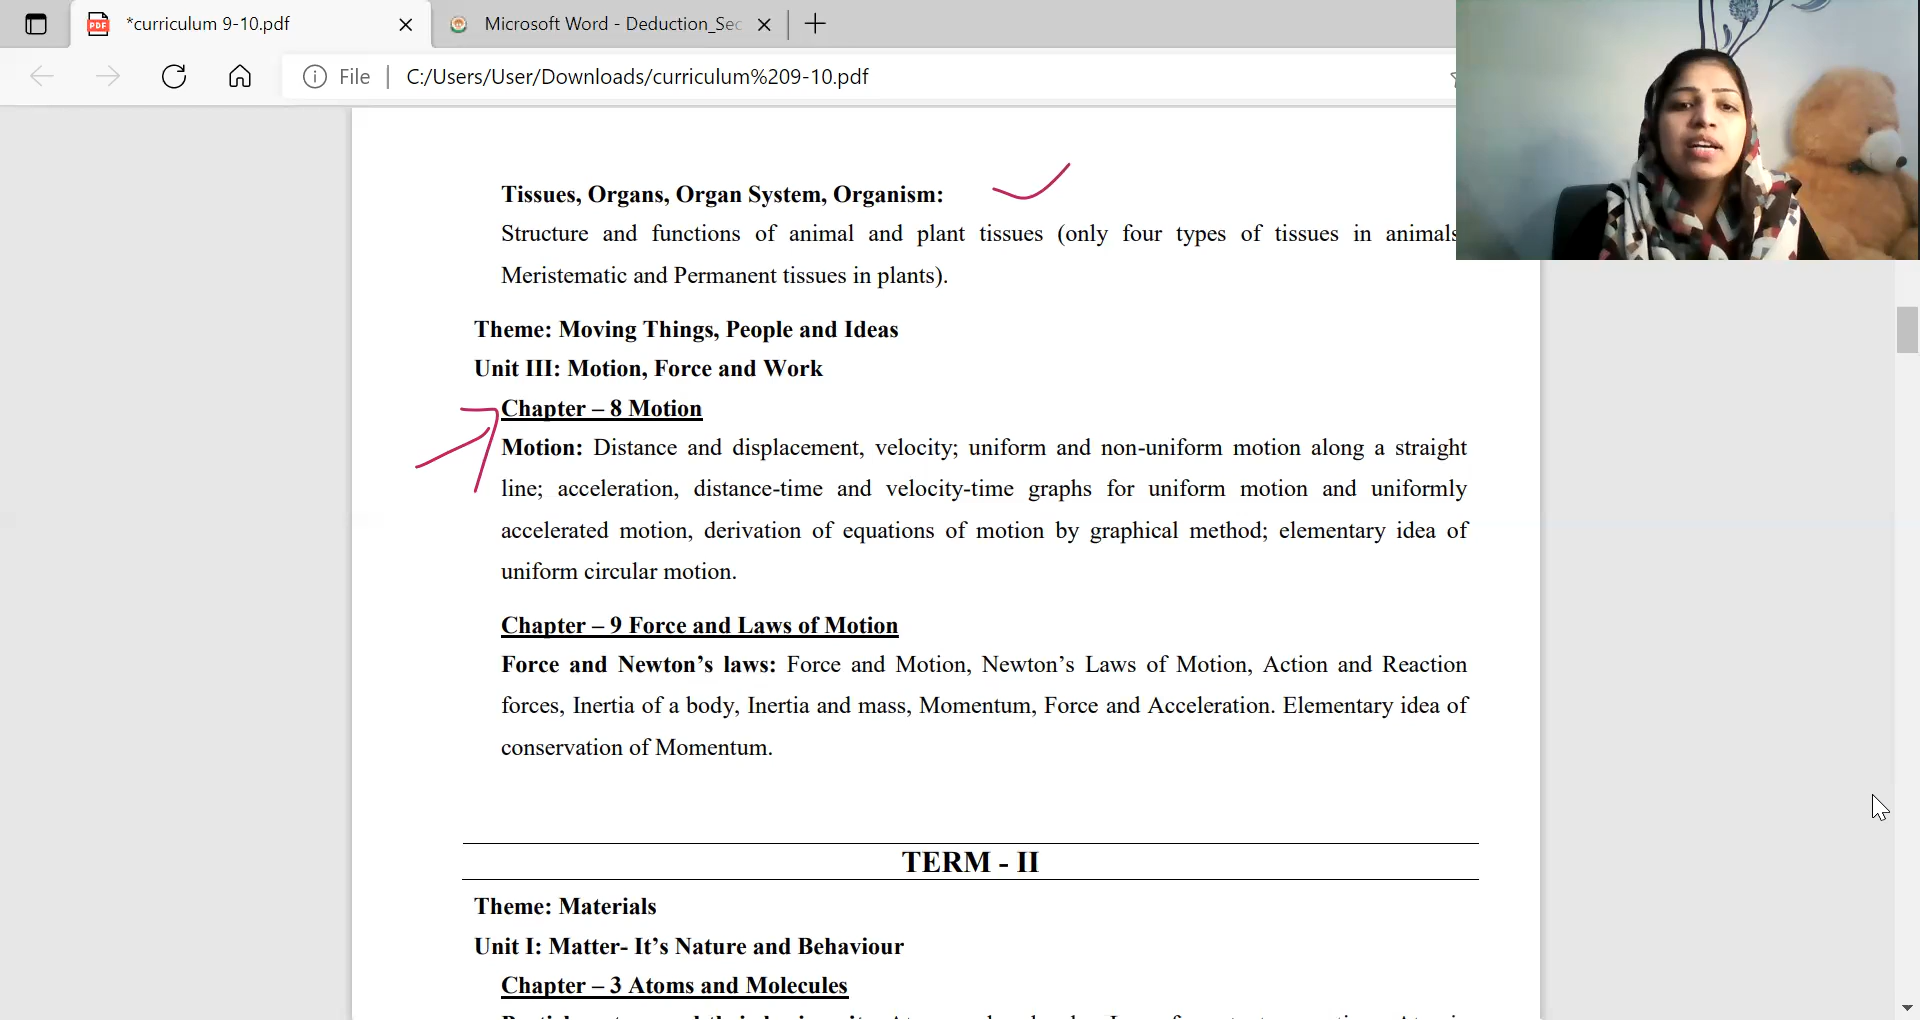 *curriculum 9-10.pdf
Microsoft Word - Deduction_Sec
File
C:/Users/User/Downloads/curriculum%209-10.pdf
Tissues, Organs, Organ System, Organism:
Structure and functions of animal and plant tissues (only four types of tissues in animals
Meristematic and Permanent tissues in plants).
Theme: Moving Things, People and Ideas
Unit III: Motion, Force and Work
Chapter – 8 Motion
Motion: Distance and displacement, velocity; uniform and non-uniform motion along a straight
line; acceleration, distance-time and velocity-time graphs for uniform motion and uniformly
accelerated motion, derivation of equations of motion by graphical method; elementary idea of
uniform circular motion.
Chapter – 9 Force and Laws of Motion
Force and Newton’s laws: Force and Motion, Newton’s Laws of Motion, Action and Reaction
forces, Inertia of a body, Inertia and mass, Momentum, Force and Acceleration. Elementary idea of
conservation of Momentum.
TERM - II
Theme: Materials
Unit I: Matter- It’s Nature and Behaviour
Chapter – 3 Atoms and Molecules